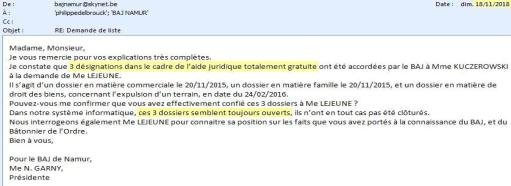 De : bajnamur@skynet.be Date : dim. 18/11/2018
À : 'philippedelbrouck'; 'BAJ NAMUR'
Cc :
Objet : RE: Demande de liste
Madame, Monsieur,
Je vous remercie pour vos explications très complètes.
Je constate que 3 désignations dans le cadre de l'aide juridique totalement gratuite ont été accordées par le BAJ à Mme KUCZEROWSKI
à la demande de Me LEJEUNE.
Il s'agit d'un dossier en matière commerciale le 20/11/2015, un dossier en matière famille le 20/11/2015, et un dossier en matière de
droit des biens, concernant l'expulsion d'un terrain, en date du 24/02/2016.
Pouvez-vous me confirmer que vous avez effectivement confié ces 3 dossiers à Me LEJEUNE ?
Dans notre système informatique, ces 3 dossiers semblent toujours ouverts, ils n'ont en tout cas pas été clôturés.
Nous interrogeons également Me LEJEUNE pour connaitre sa position sur les faits que vous avez portés à la connaissance du BAJ, et du
Bâtonnier de l'Ordre.
Bien à vous,
Pour le BAJ de Namur,
Me N. GARNY,
Présidente